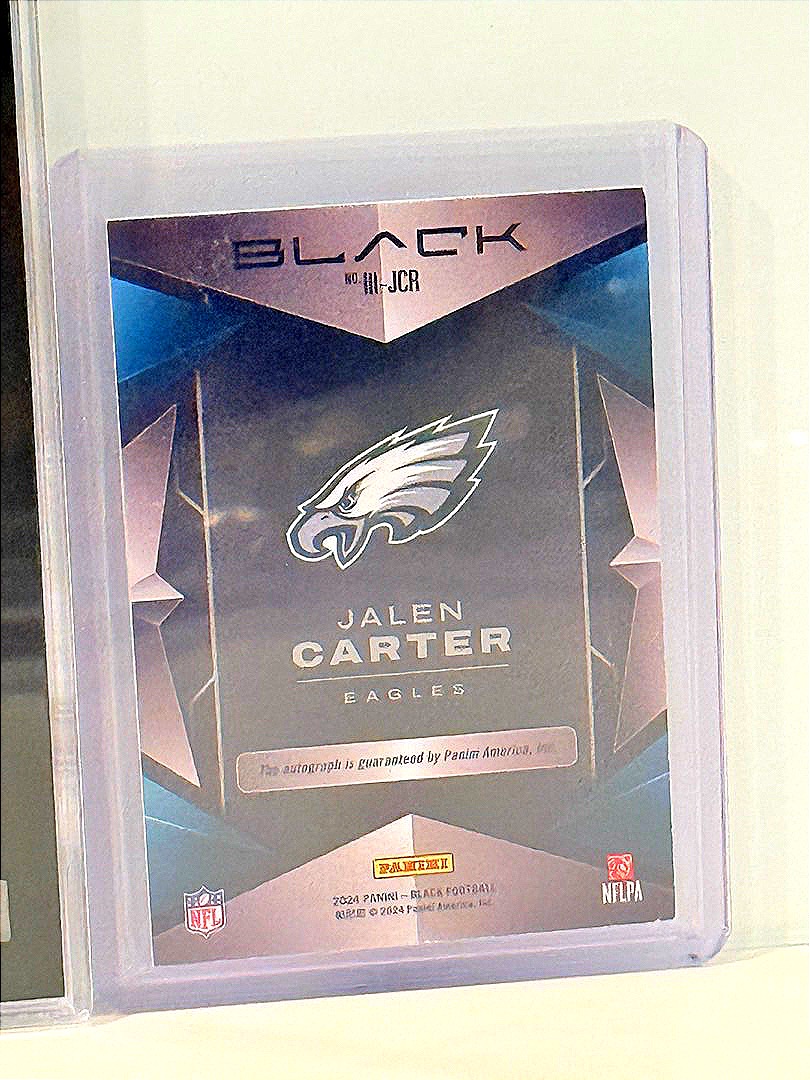 BLACK
NO. III-JCR
JALEN
CARTER
EAGLES
The autograph is guaranteed by Panini America, Inc.
PANINI
2024 PANINI – BLACK FOOTBALL
© 2024 Panini America, Inc.
NFL
NFLPA